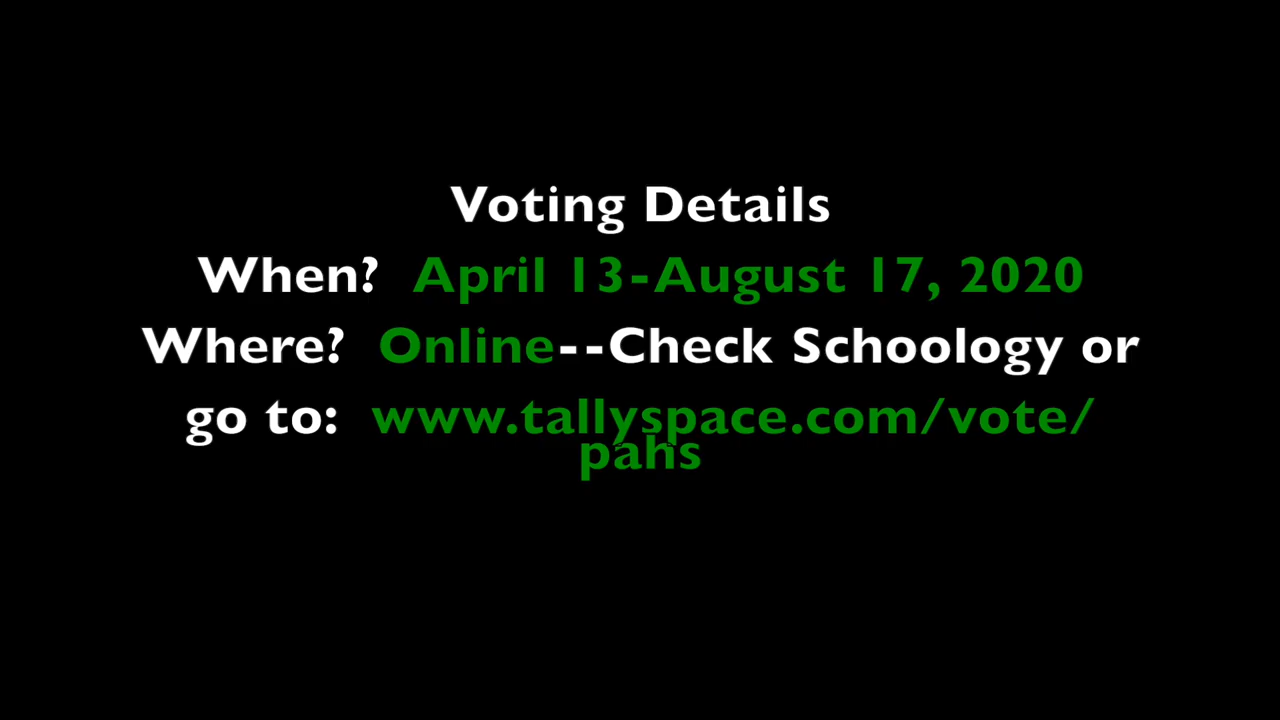 Voting Details
When? April 13-August 17, 2020
Where? Online--Check Schoology or
go to: www.tallyspace.com/vote/
pahs